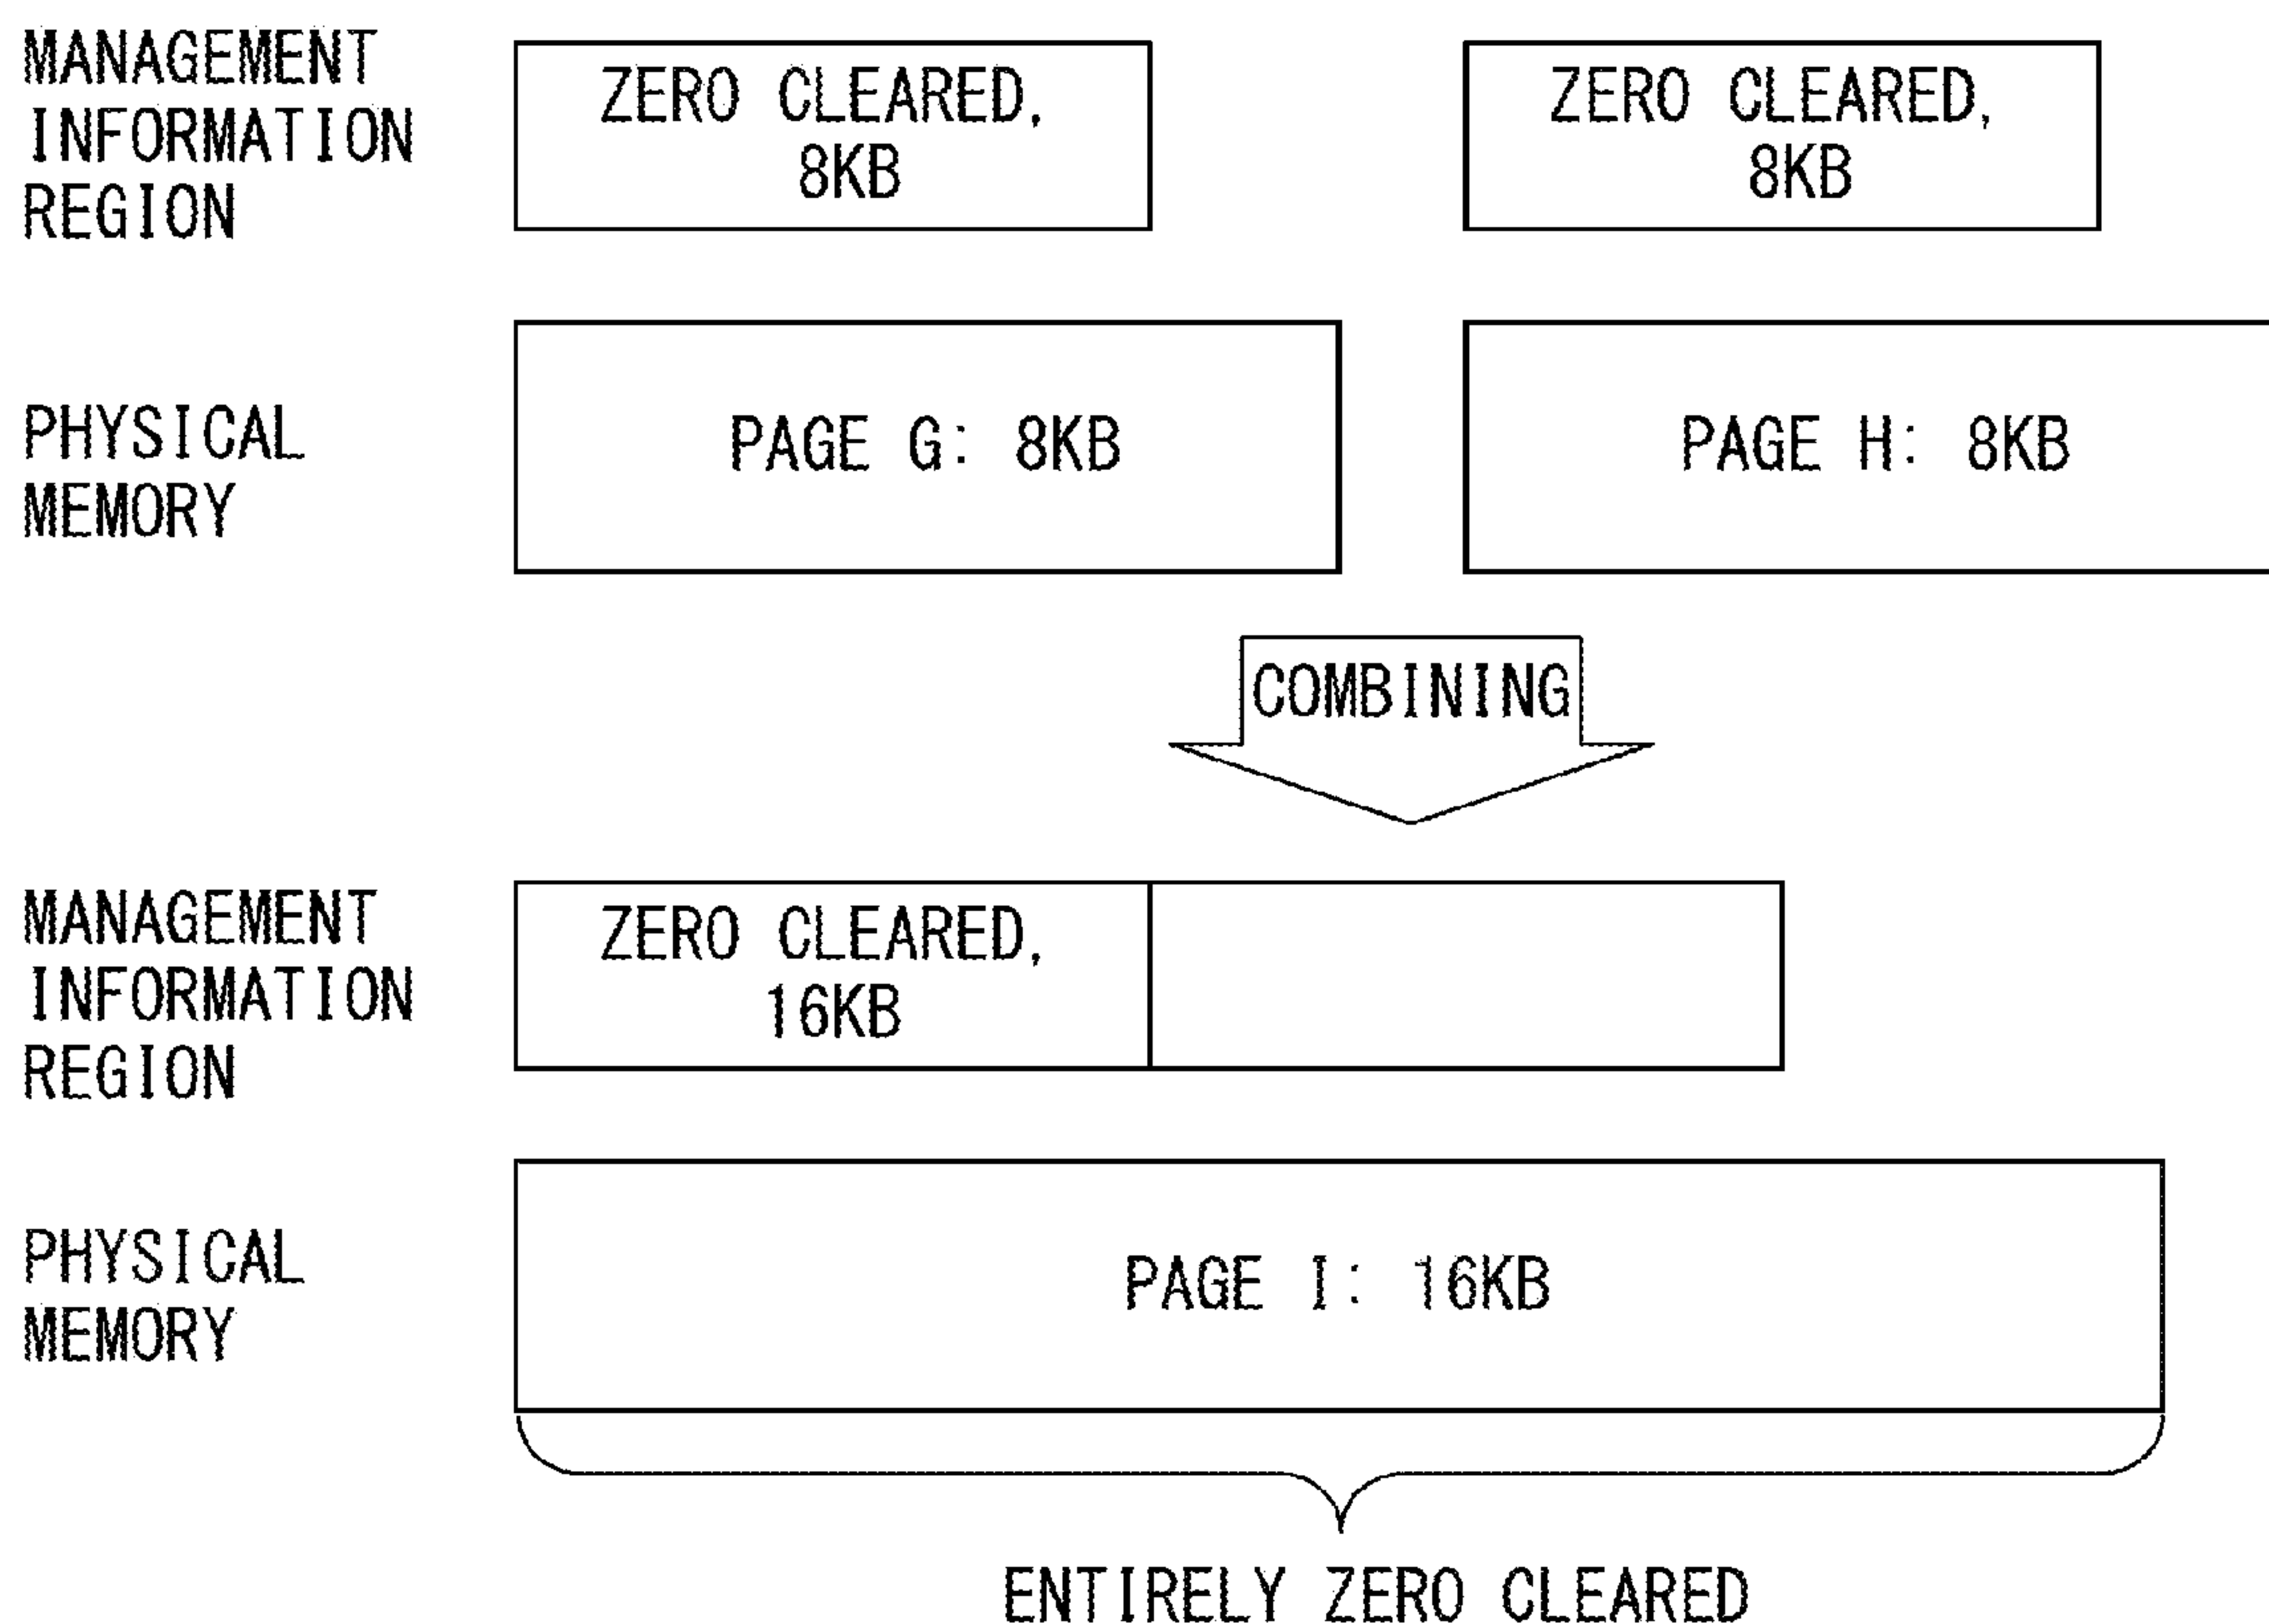 MANAGEMENT
INFORMATION
REGION
ZERO CLEARED,
8KB
ZERO CLEARED,
8KB
PHYSICAL
MEMORY
PAGE G: 8KB
PAGE H: 8KB
COMBINING
MANAGEMENT
INFORMATION
REGION
ZERO CLEARED,
16KB
PHYSICAL
MEMORY
PAGE I: 16KB
ENTIRELY ZERO CLEARED